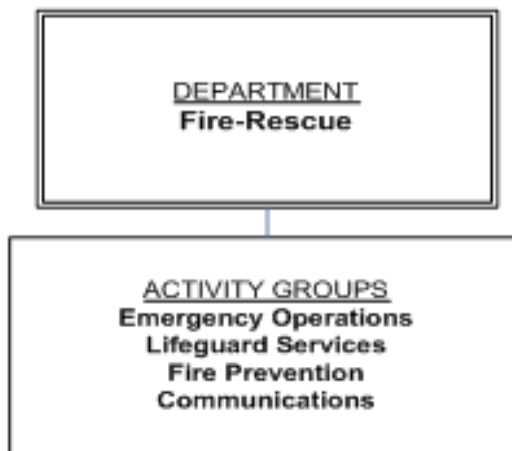 DEPARTMENT
Fire-Rescue
ACTIVITY GROUPS
Emergency Operations
Lifeguard Services
Fire Prevention
Communications